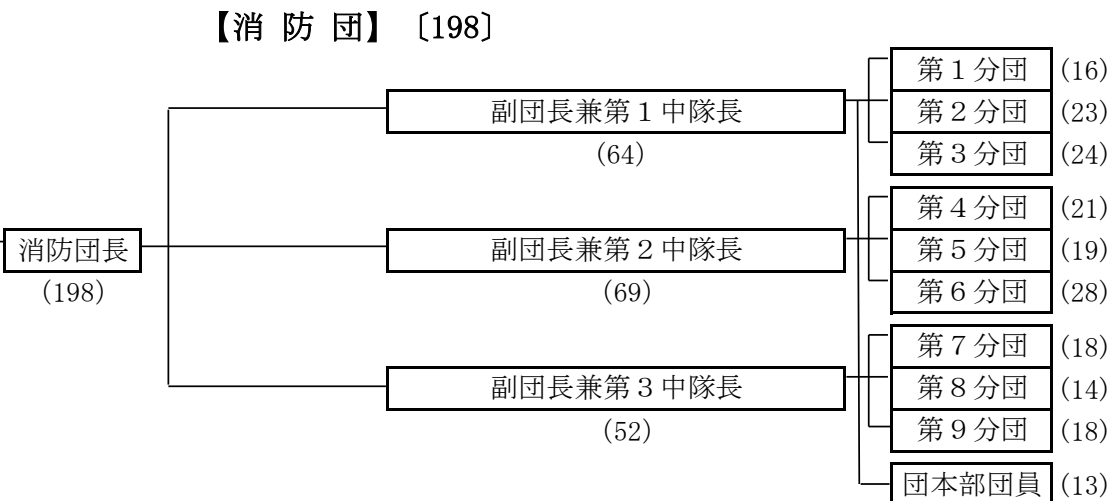 【消 防 団】〔198〕
消防団長
(198)
副団長兼第１中隊長
(64)
第１分団 (16)
第２分団 (23)
第３分団 (24)
副団長兼第２中隊長
(69)
第４分団 (21)
第５分団 (19)
第６分団 (28)
副団長兼第３中隊長
(52)
第７分団 (18)
第８分団 (14)
第９分団 (18)
団本部団員 (13)